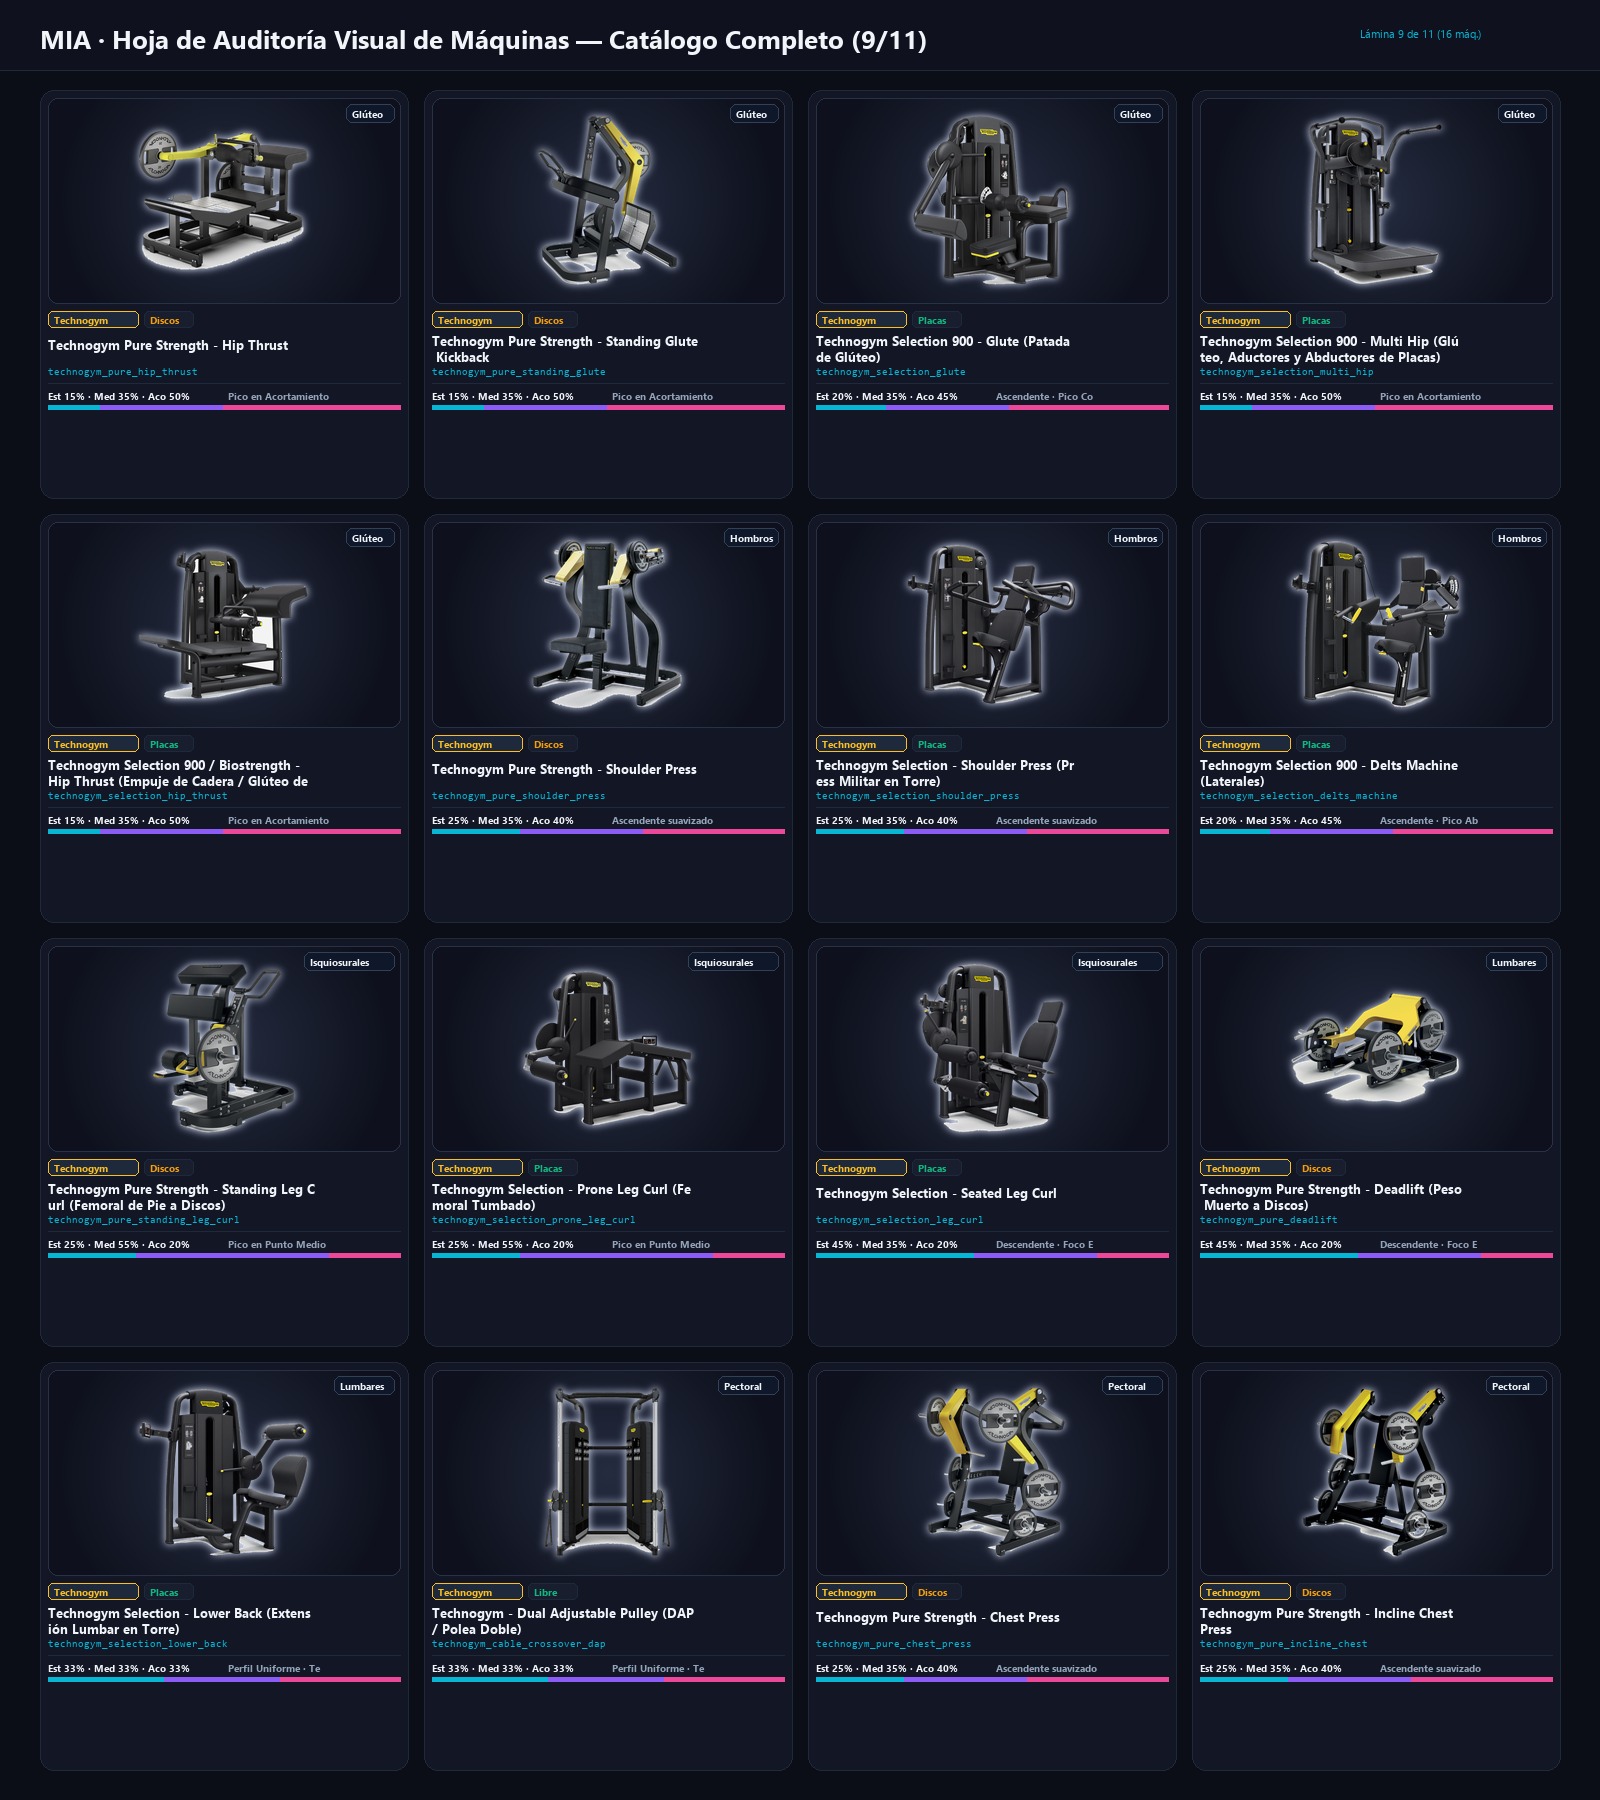 MIA · Hoja de Auditoría Visual de Máquinas — Catálogo Completo (9/11)
Lámina 9 de 11 (16 máq.)
Glúteo
Technogym
Discos
Technogym Pure Strength - Hip Thrust
technogym_pure_hip_thrust
Est 15% · Med 35% · Aco 50%
Pico en Acortamiento
Glúteo
Technogym
Discos
Technogym Pure Strength - Standing Glute
Kickback
technogym_pure_standing_glute
Est 15% · Med 35% · Aco 50%
Pico en Acortamiento
Glúteo
Technogym
Placas
Technogym Selection 900 - Glute (Patada
de Glúteo)
technogym_selection_glute
Est 20% · Med 35% · Aco 45%
Ascendente · Pico Co
Glúteo
Technogym
Placas
Technogym Selection 900 - Multi Hip (Glú
teo, Aductores y Abductores de Placas)
technogym_selection_multi_hip
Est 15% · Med 35% · Aco 50%
Pico en Acortamiento
Glúteo
Technogym
Placas
Technogym Selection 900 / Biostrength -
Hip Thrust (Empuje de Cadera / Glúteo de
technogym_selection_hip_thrust
Est 15% · Med 35% · Aco 50%
Pico en Acortamiento
Hombros
Technogym
Discos
Technogym Pure Strength - Shoulder Press
technogym_pure_shoulder_press
Est 25% · Med 35% · Aco 40%
Ascendente suavizado
Hombros
Technogym
Placas
Technogym Selection - Shoulder Press (Pr
ess Militar en Torre)
technogym_selection_shoulder_press
Est 25% · Med 35% · Aco 40%
Ascendente suavizado
Hombros
Technogym
Placas
Technogym Selection 900 - Delts Machine
(Laterales)
technogym_selection_delts_machine
Est 20% · Med 35% · Aco 45%
Ascendente · Pico Ab
Isquiosurales
Technogym
Discos
Technogym Pure Strength - Standing Leg C
url (Femoral de Pie a Discos)
technogym_pure_standing_leg_curl
Est 25% · Med 55% · Aco 20%
Pico en Punto Medio
Isquiosurales
Technogym
Placas
Technogym Selection - Prone Leg Curl (Fe
moral Tumbado)
technogym_selection_prone_leg_curl
Est 25% · Med 55% · Aco 20%
Pico en Punto Medio
Isquiosurales
Technogym
Placas
Technogym Selection - Seated Leg Curl
technogym_selection_leg_curl
Est 45% · Med 35% · Aco 20%
Descendente · Foco E
Lumbares
Technogym
Discos
Technogym Pure Strength - Deadlift (Peso
Muerto a Discos)
technogym_pure_deadlift
Est 45% · Med 35% · Aco 20%
Descendente · Foco E
Lumbares
Technogym
Placas
Technogym Selection - Lower Back (Extens
ión Lumbar en Torre)
technogym_selection_lower_back
Est 33% · Med 33% · Aco 33%
Perfil Uniforme · Te
Pectoral
Technogym
Libre
Technogym - Dual Adjustable Pulley (DAP
/ Polea Doble)
technogym_cable_crossover_dap
Est 33% · Med 33% · Aco 33%
Perfil Uniforme · Te
Pectoral
Technogym
Discos
Technogym Pure Strength - Chest Press
technogym_pure_chest_press
Est 25% · Med 35% · Aco 40%
Ascendente suavizado
Pectoral
Technogym
Discos
Technogym Pure Strength - Incline Chest
Press
technogym_pure_incline_chest
Est 25% · Med 35% · Aco 40%
Ascendente suavizado